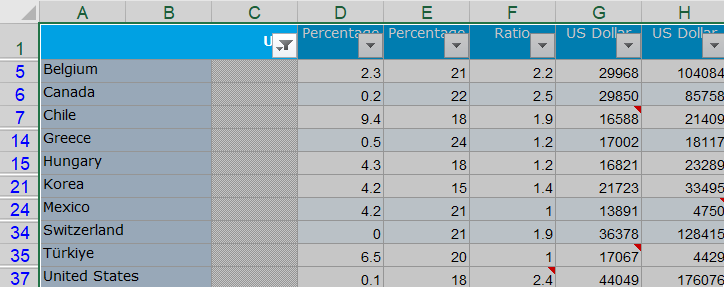 A B C D E F G H
1 U Percentage Percentage Ratio US Dollar US Dollar
5 Belgium 2.3 21 2.2 29968 104084
6 Canada 0.2 22 2.5 29850 85758
7 Chile 9.4 18 1.9 16588 21409
14 Greece 0.5 24 1.2 17002 18117
15 Hungary 4.3 18 1.2 16821 23289
21 Korea 4.2 15 1.4 21723 33495
24 Mexico 4.2 21 1 13891 4750
34 Switzerland 0 21 1.9 36378 128415
35 Türkiye 6.5 20 1 17067 4429
37 United States 0.1 18 2.4 44049 176076